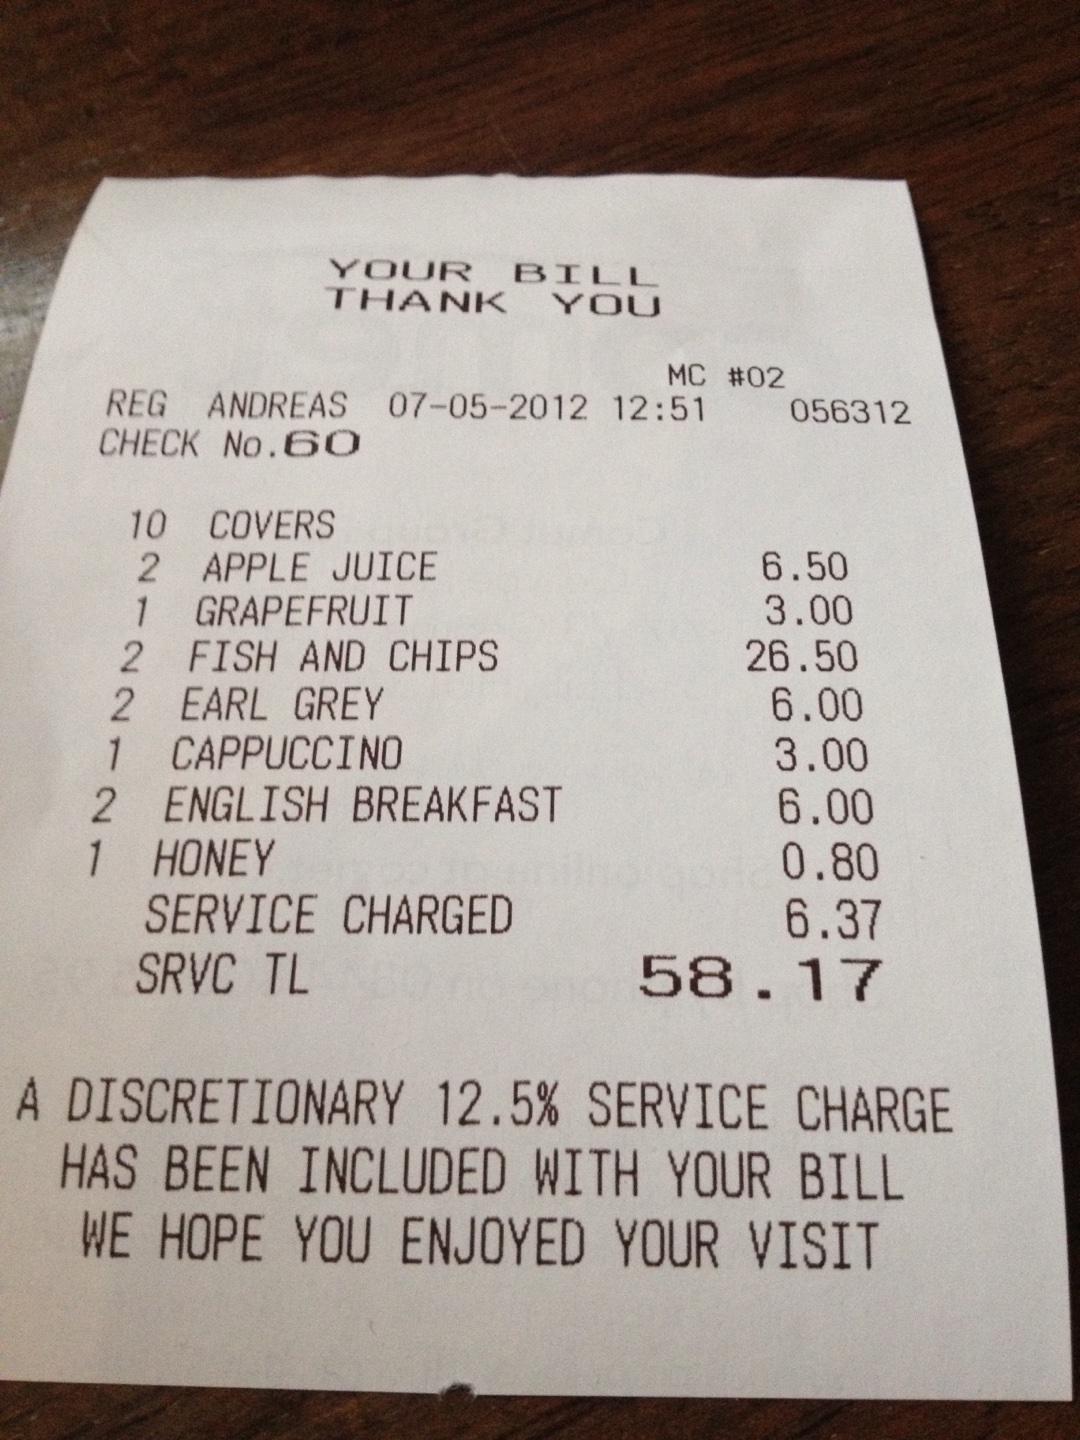 YOUR BILL
THANK YOU
MC #02
REG ANDREAS 07-05-2012 12:51 056312
CHECK No.60
10 COVERS
2 APPLE JUICE 6.50
1 GRAPEFRUIT 3.00
2 FISH AND CHIPS 26.50
2 EARL GREY 6.00
1 CAPPUCCINO 3.00
2 ENGLISH BREAKFAST 6.00
1 HONEY 0.80
SERVICE CHARGED 6.37
SRVC TL 58.17
A DISCRETIONARY 12.5% SERVICE CHARGE
HAS BEEN INCLUDED WITH YOUR BILL
WE HOPE YOU ENJOYED YOUR VISIT